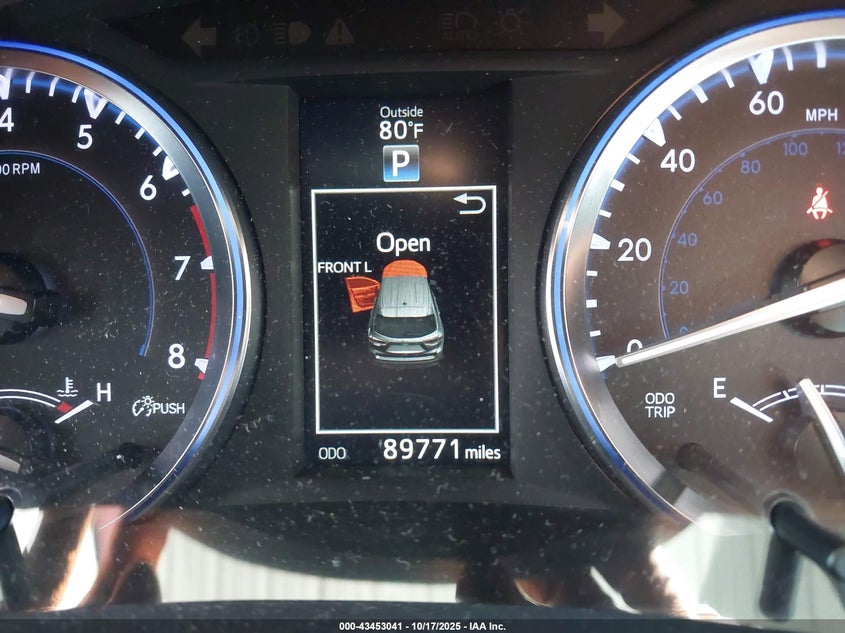 Outside
80°F
P
Open
FRONT L
ODO 89771 miles
4
5
6
7
8
00 RPM
H
PUSH
0
20
40
60
MPH
20
40
60
80
100
ODO
TRIP
E
000-43453041 - 10/17/2025 - IAA Inc.